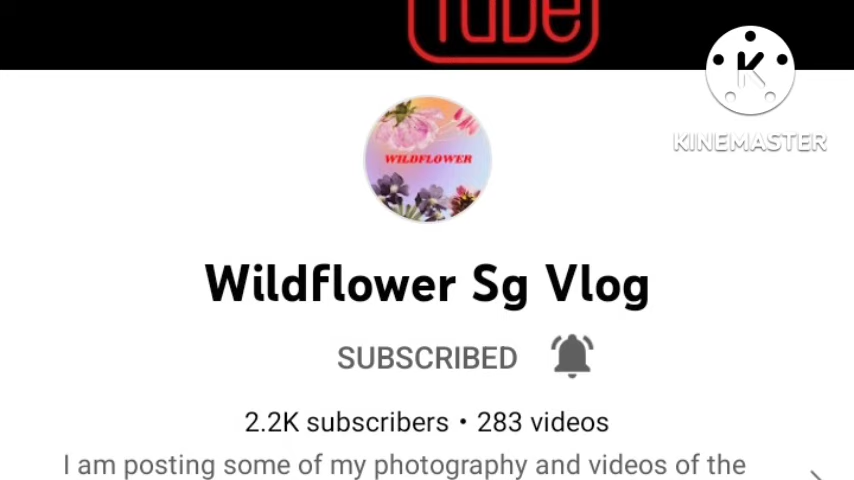 Tube
KINEMASTER
WILDFLOWER
Wildflower Sg Vlog
SUBSCRIBED
2.2K subscribers • 283 videos
I am posting some of my photography and videos of the